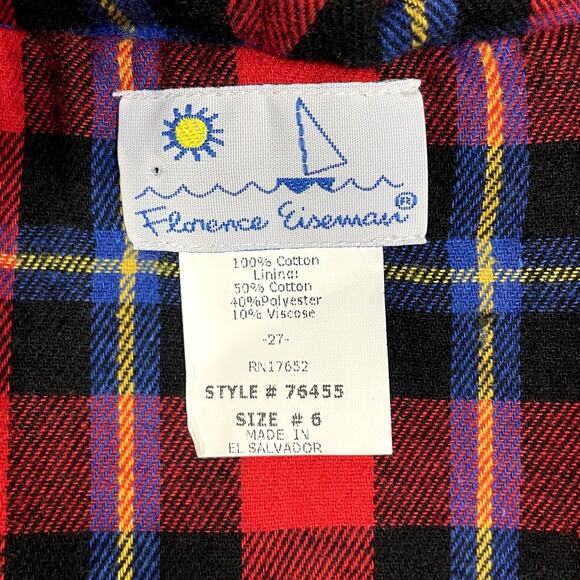 Florence Eiseman®
100% Cotton
Lining:
50% Cotton
40%Polyester
10% Viscose
-27-
RN17652
STYLE # 76455
SIZE # 6
MADE IN
EL SALVADOR